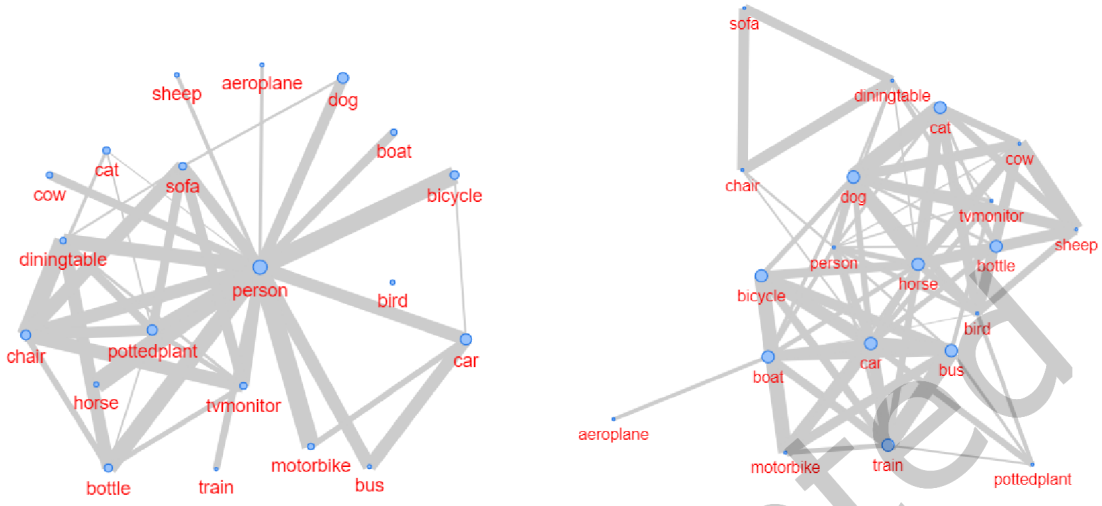 sheep
aeroplane
dog
boat
cat
cow
sofa
bicycle
diningtable
person
bird
chair
pottedplant
car
horse
tvmonitor
motorbike
bottle
train
bus
sofa
diningtable
cat
cow
chair
dog
tvmonitor
sheep
person
bottle
bicycle
horse
bird
boat
car
bus
aeroplane
motorbike
train
pottedplant